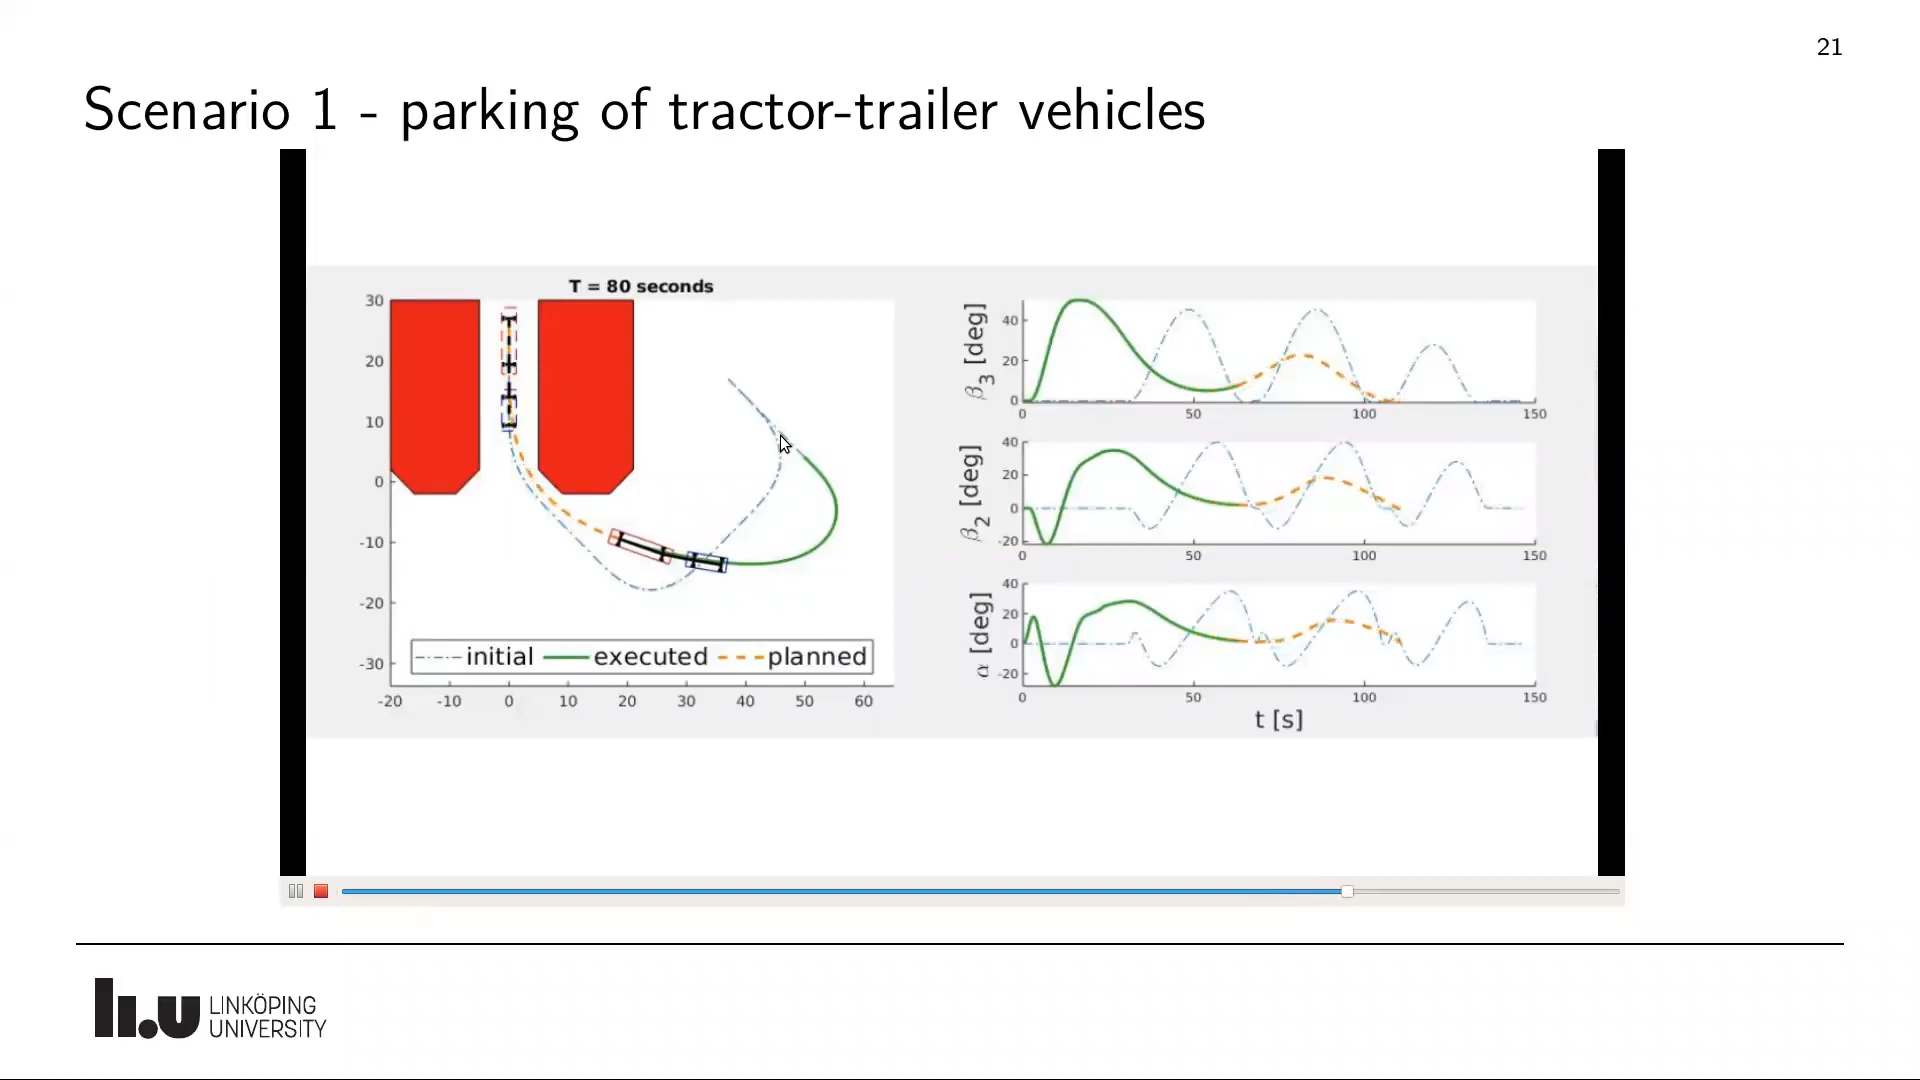 21
Scenario 1 - parking of tractor-trailer vehicles
T = 80 seconds
30
20
10
0
-10
-20
-30
initial executed planned
-20 -10 0 10 20 30 40 50 60
β3 [deg]
40
20
0
0 50 100 150
β2 [deg]
40
20
0
-20
0 50 100 150
α [deg]
40
20
0
-20
0 50 100 150
t [s]
li.u LINKÖPING
UNIVERSITY